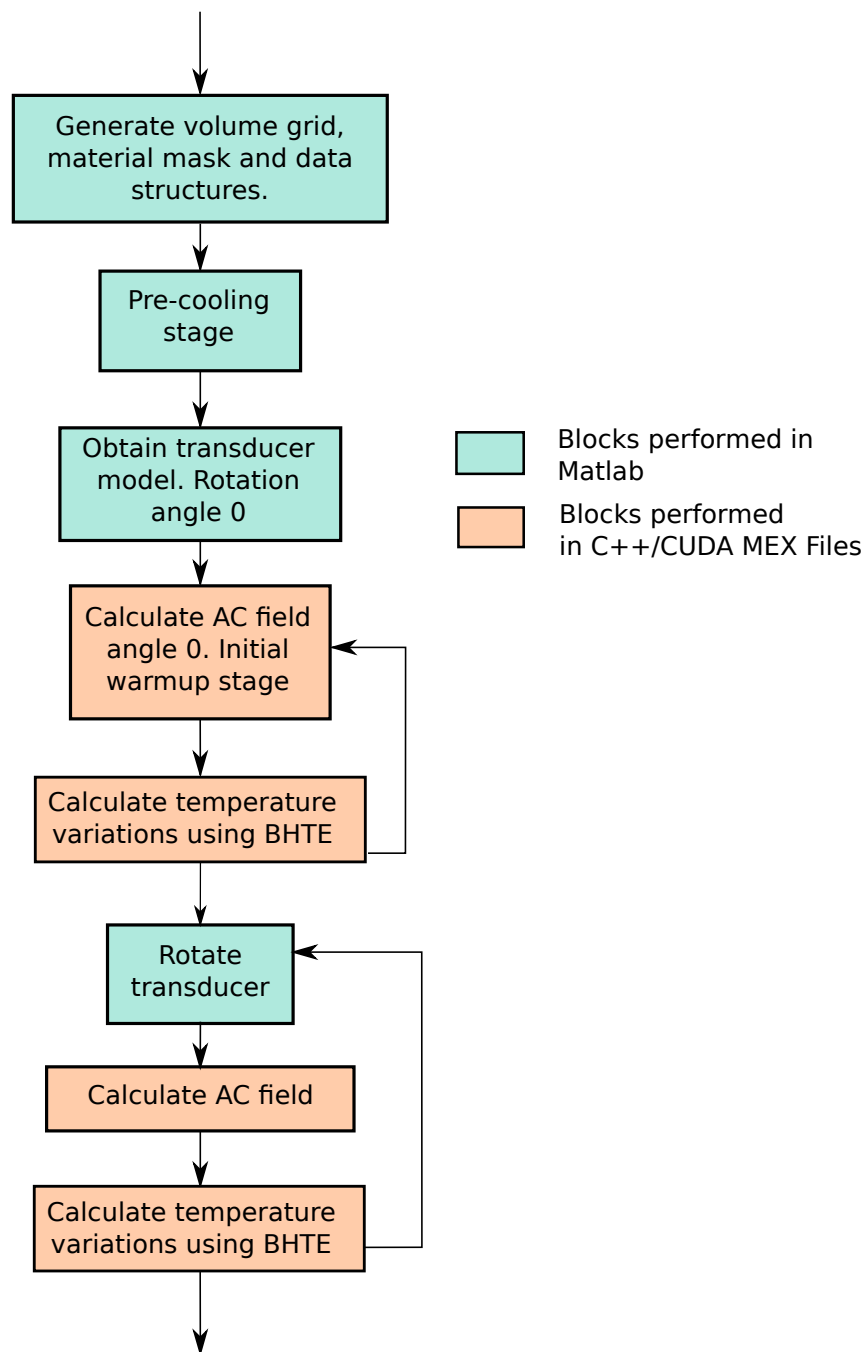 Generate volume grid,
material mask and data
structures.
Pre-cooling
stage
Obtain transducer
model. Rotation
angle 0
Blocks performed in
Matlab
Blocks performed
in C++/CUDA MEX Files
Calculate AC field
angle 0. Initial
warmup stage
Calculate temperature
variations using BHTE
Rotate
transducer
Calculate AC field
Calculate temperature
variations using BHTE